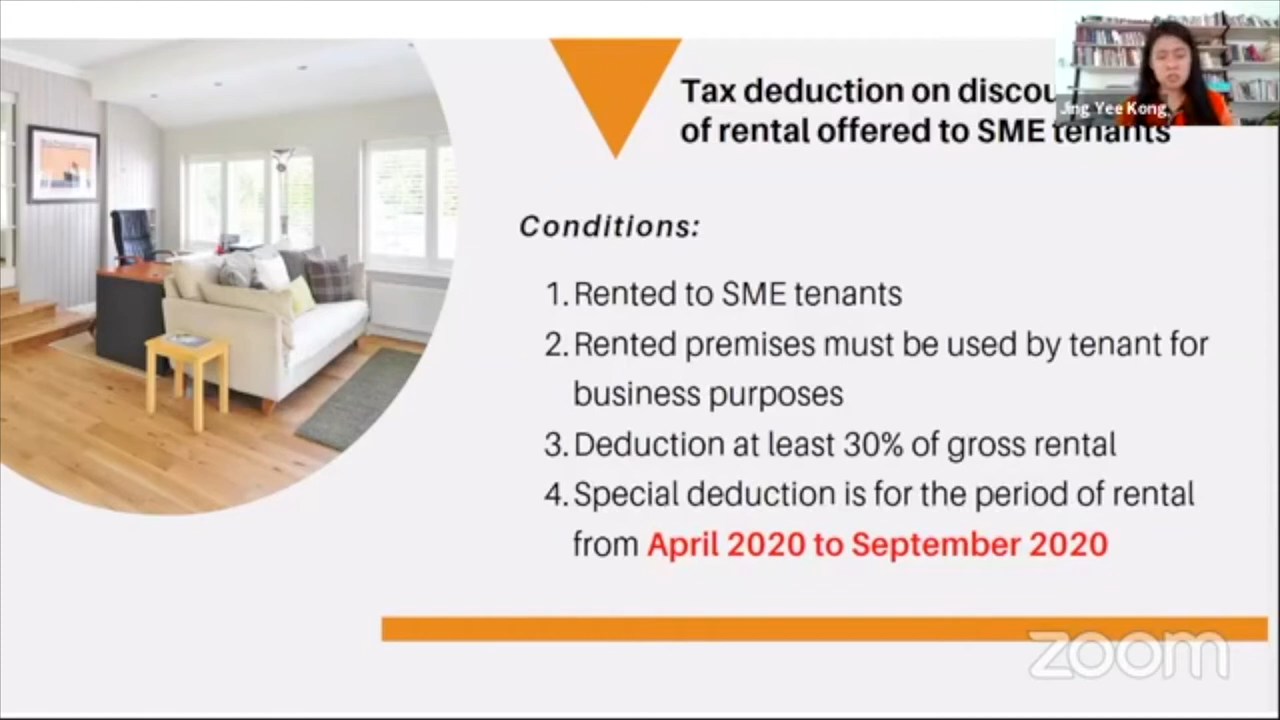 Tax deduction on discou
Jing Yee Kong
of rental offered to SME tenants
Conditions:
1. Rented to SME tenants
2. Rented premises must be used by tenant for
business purposes
3. Deduction at least 30% of gross rental
4. Special deduction is for the period of rental
from April 2020 to September 2020
zoom